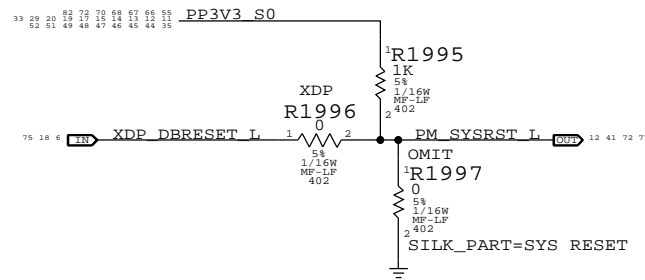 82 72 70 68 67 66 55
33 29 20 19 17 15 14 13 12 11
52 51 49 48 47 46 45 44 35
PP3V3_S0
1
R1995
1K
5%
1/16W
MF-LF
402
2
XDP
R1996
75 18 6 IN XDP_DBRESET_L 1 0 2 PM_SYSRST_L OUT 12 41 72
5%
1/16W
MF-LF
402
OMIT
1
R1997
0
5%
1/16W
MF-LF
402
2
SILK_PART=SYS RESET